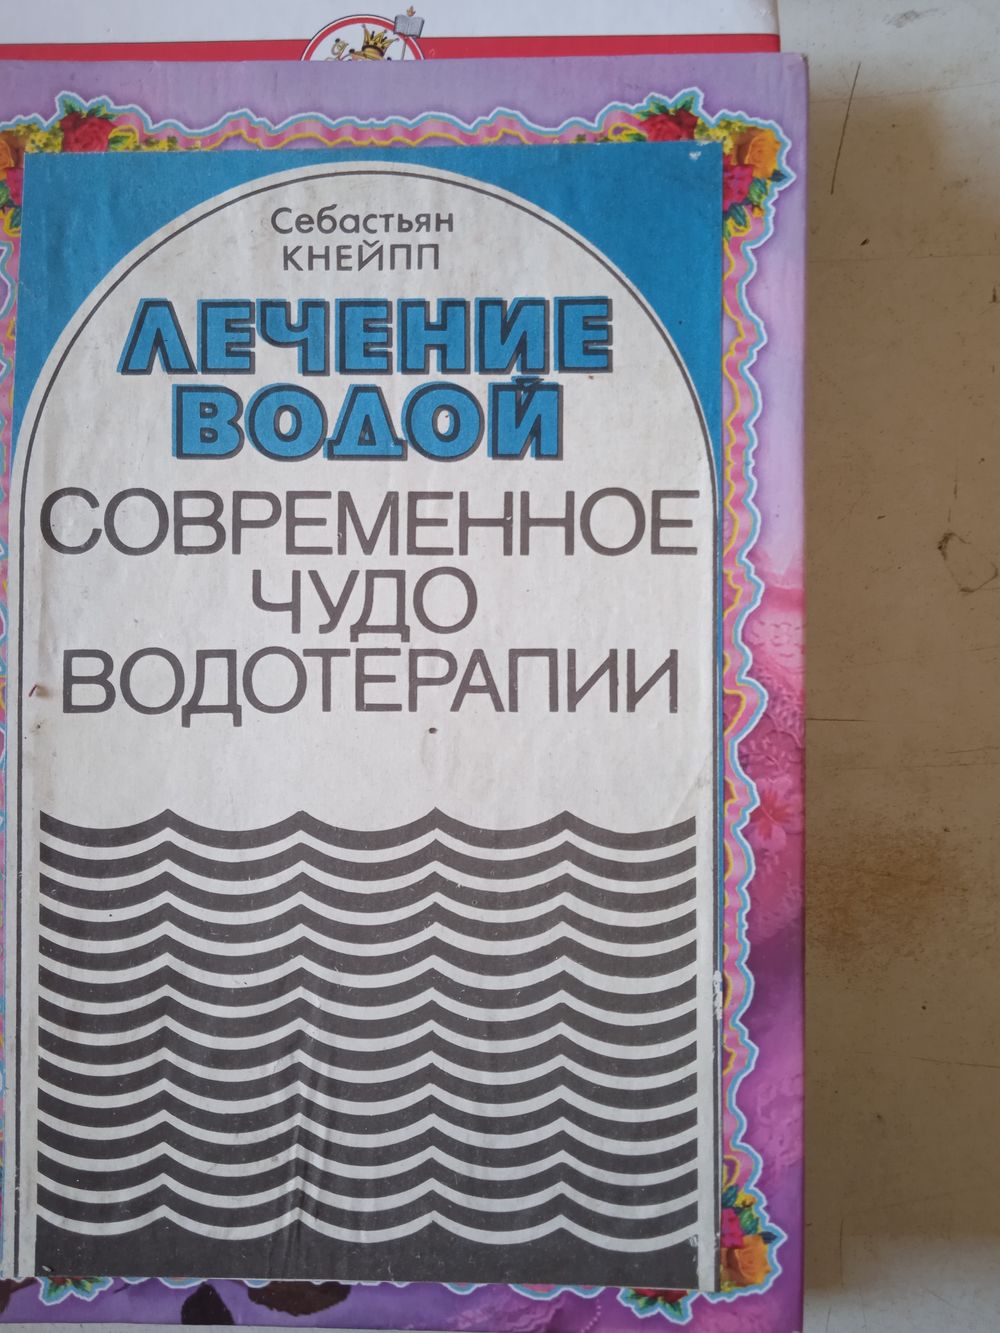 Себастьян
КНЕЙПП
ЛЕЧЕНИЕ
ВОДОЙ
СОВРЕМЕННОЕ
ЧУДО
ВОДОТЕРАПИИ